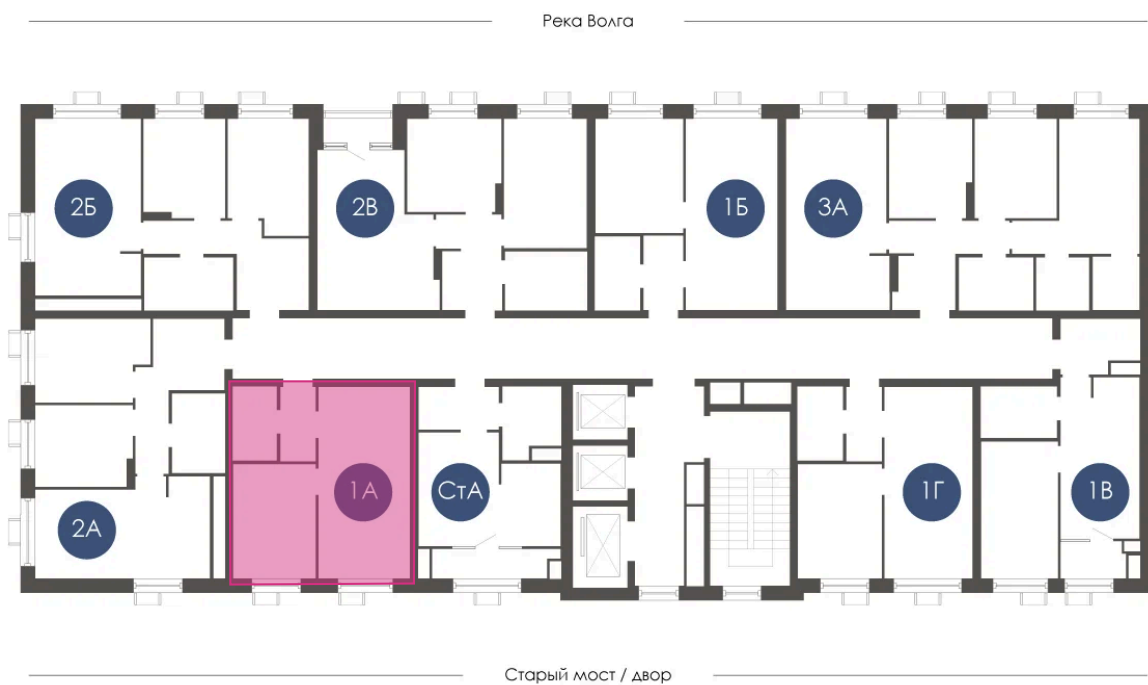 Река Волга
2Б
2В
1Б
3А
2А
1А
СтА
1Г
1В
Старый мост / двор